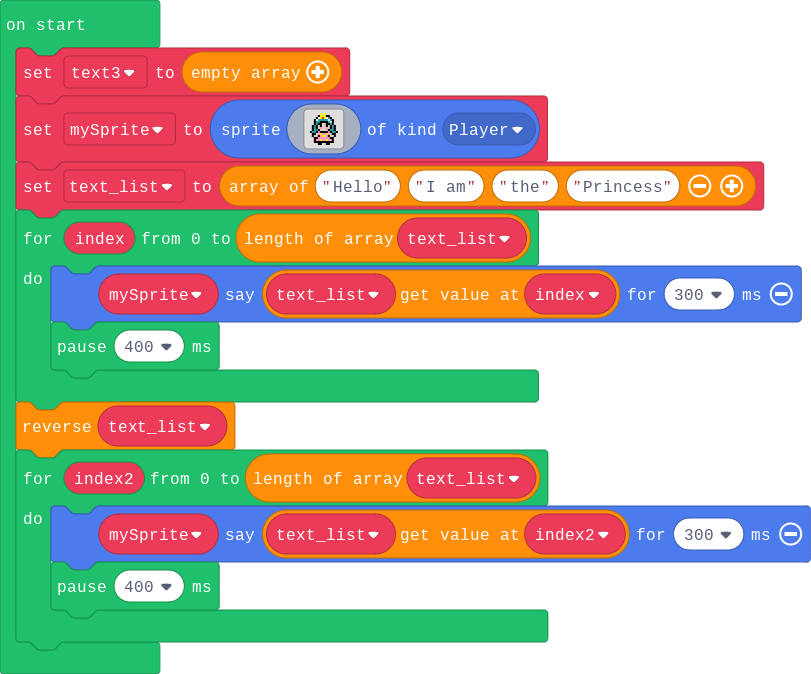 on start
set text3 to empty array
set mySprite to sprite of kind Player
set text_list to array of "Hello" "I am" "the" "Princess"
for index from 0 to length of array text_list
do
mySprite say text_list get value at index for 300 ms
pause 400 ms
reverse text_list
for index2 from 0 to length of array text_list
do
mySprite say text_list get value at index2 for 300 ms
pause 400 ms